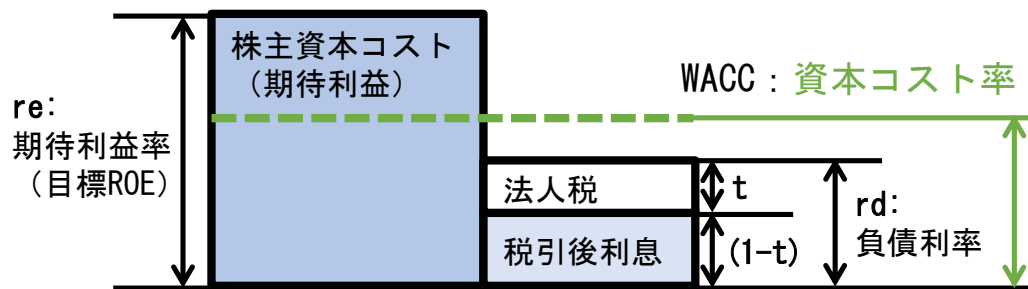 株主資本コスト
（期待利益）
WACC：資本コスト率
re:
期待利益率
（目標ROE）
法人税
t
税引後利息
(1-t)
rd:
負債利率